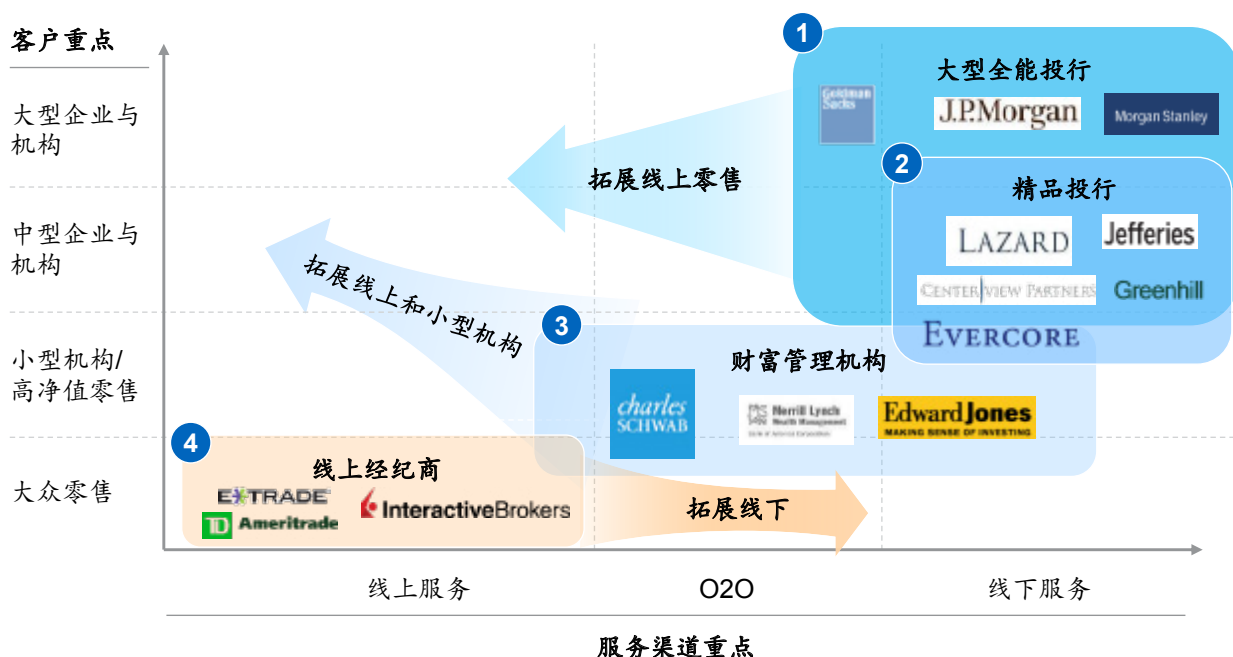 客户重点
大型企业与
机构
中型企业与
机构
小型机构/
高净值零售
大众零售
1
大型全能投行
Goldman
Sachs
J.P.Morgan
Morgan Stanley
2
精品投行
LAZARD
Jefferies
CENTERVIEW PARTNERS
Greenhill
EVERCORE
拓展线上零售
拓展线上和小型机构
3
财富管理机构
charles
SCHWAB
Merrill Lynch
Wealth Management
Bank of America Corporation
Edward Jones
MAKING SENSE OF INVESTING
4
线上经纪商
E*TRADE
TD Ameritrade
InteractiveBrokers
拓展线下
线上服务
O2O
线下服务
服务渠道重点